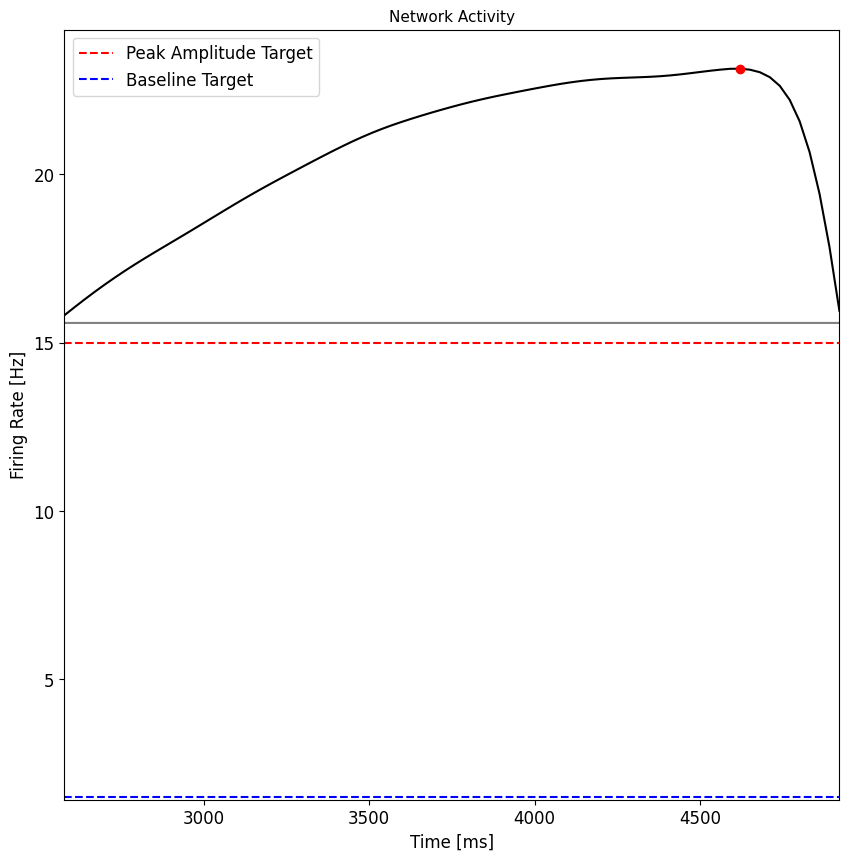 Network Activity
Peak Amplitude Target
Baseline Target
20
15
10
5
Firing Rate [Hz]
3000
3500
4000
4500
Time [ms]